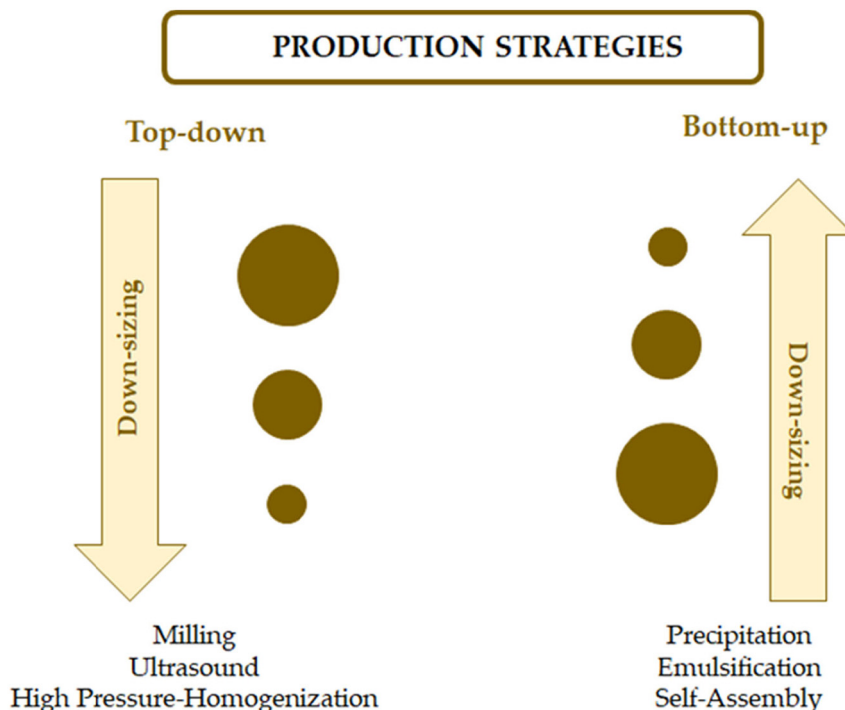 PRODUCTION STRATEGIES
Top-down
Bottom-up
Down-sizing
Down-sizing
Milling
Ultrasound
High Pressure-Homogenization
Precipitation
Emulsification
Self-Assembly